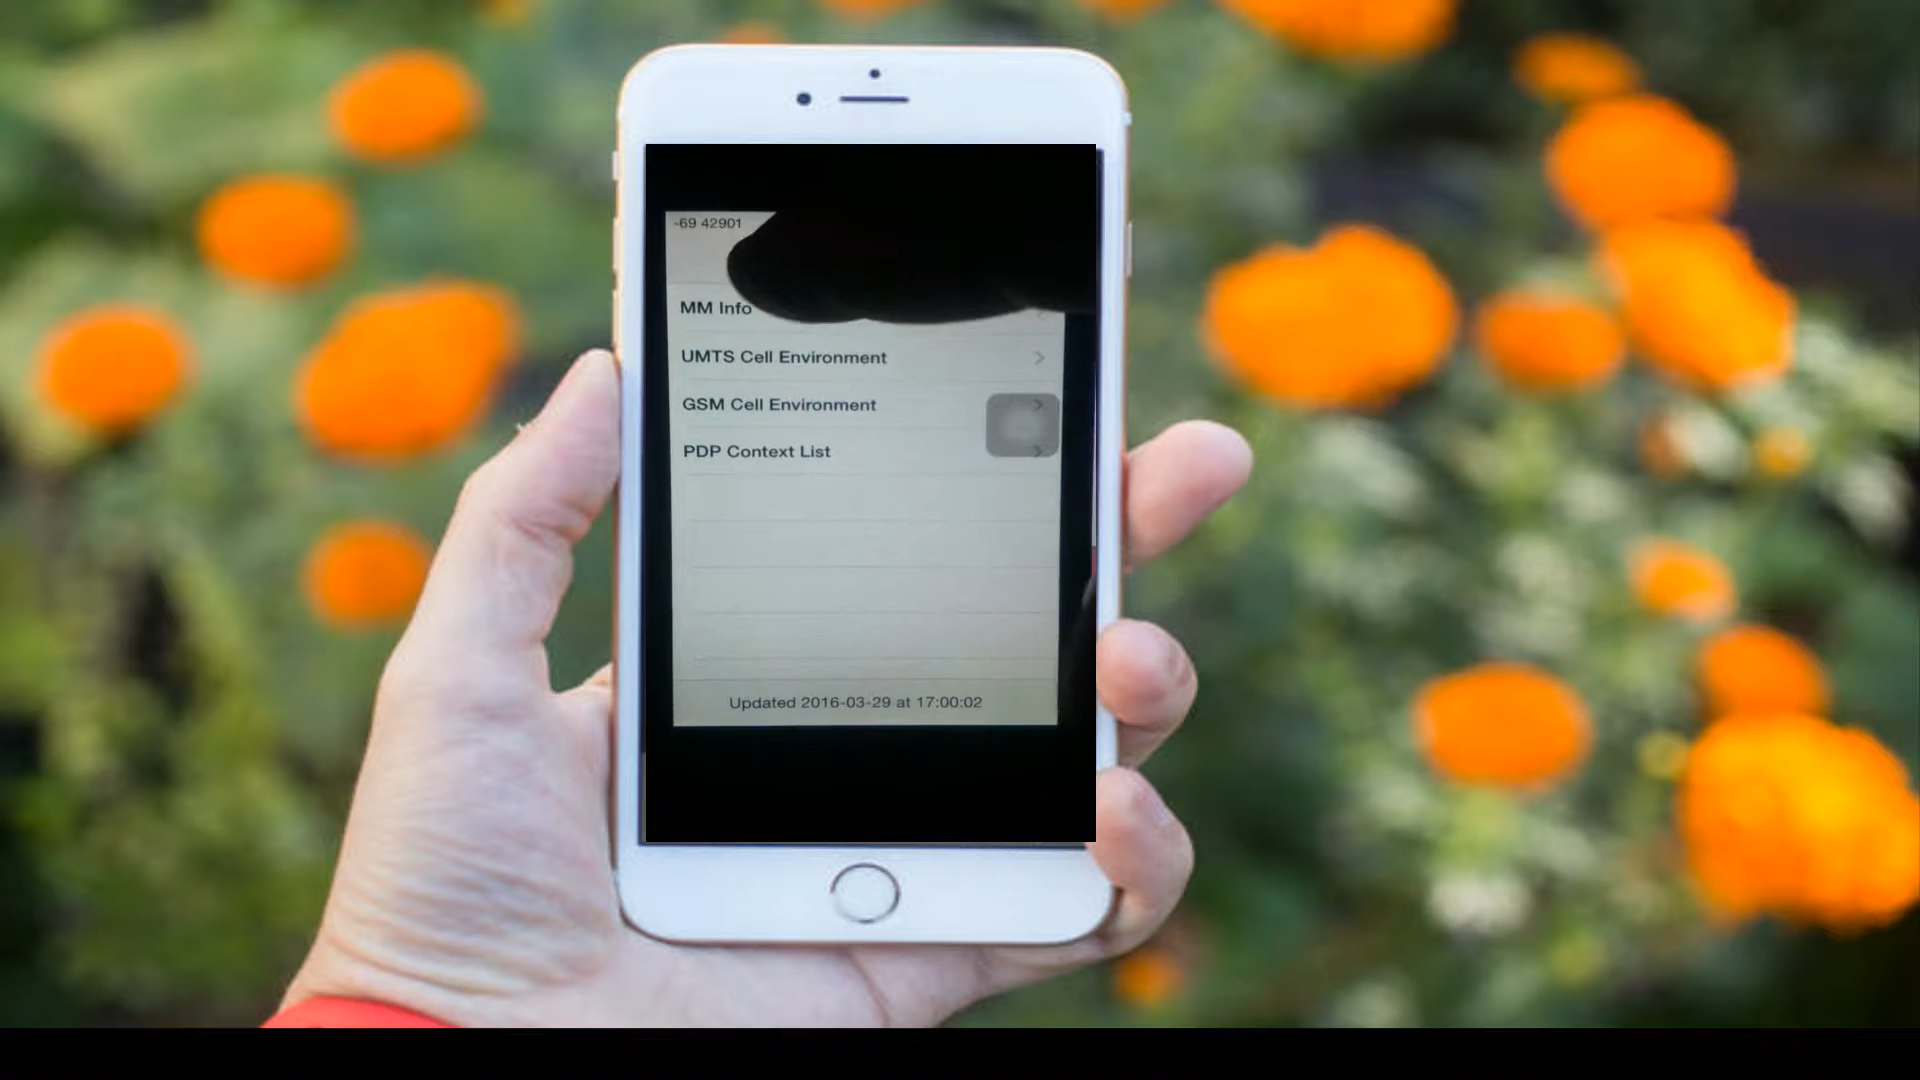 -69 42901
MM Info
UMTS Cell Environment
GSM Cell Environment
PDP Context List
Updated 2016-03-29 at 17:00:02